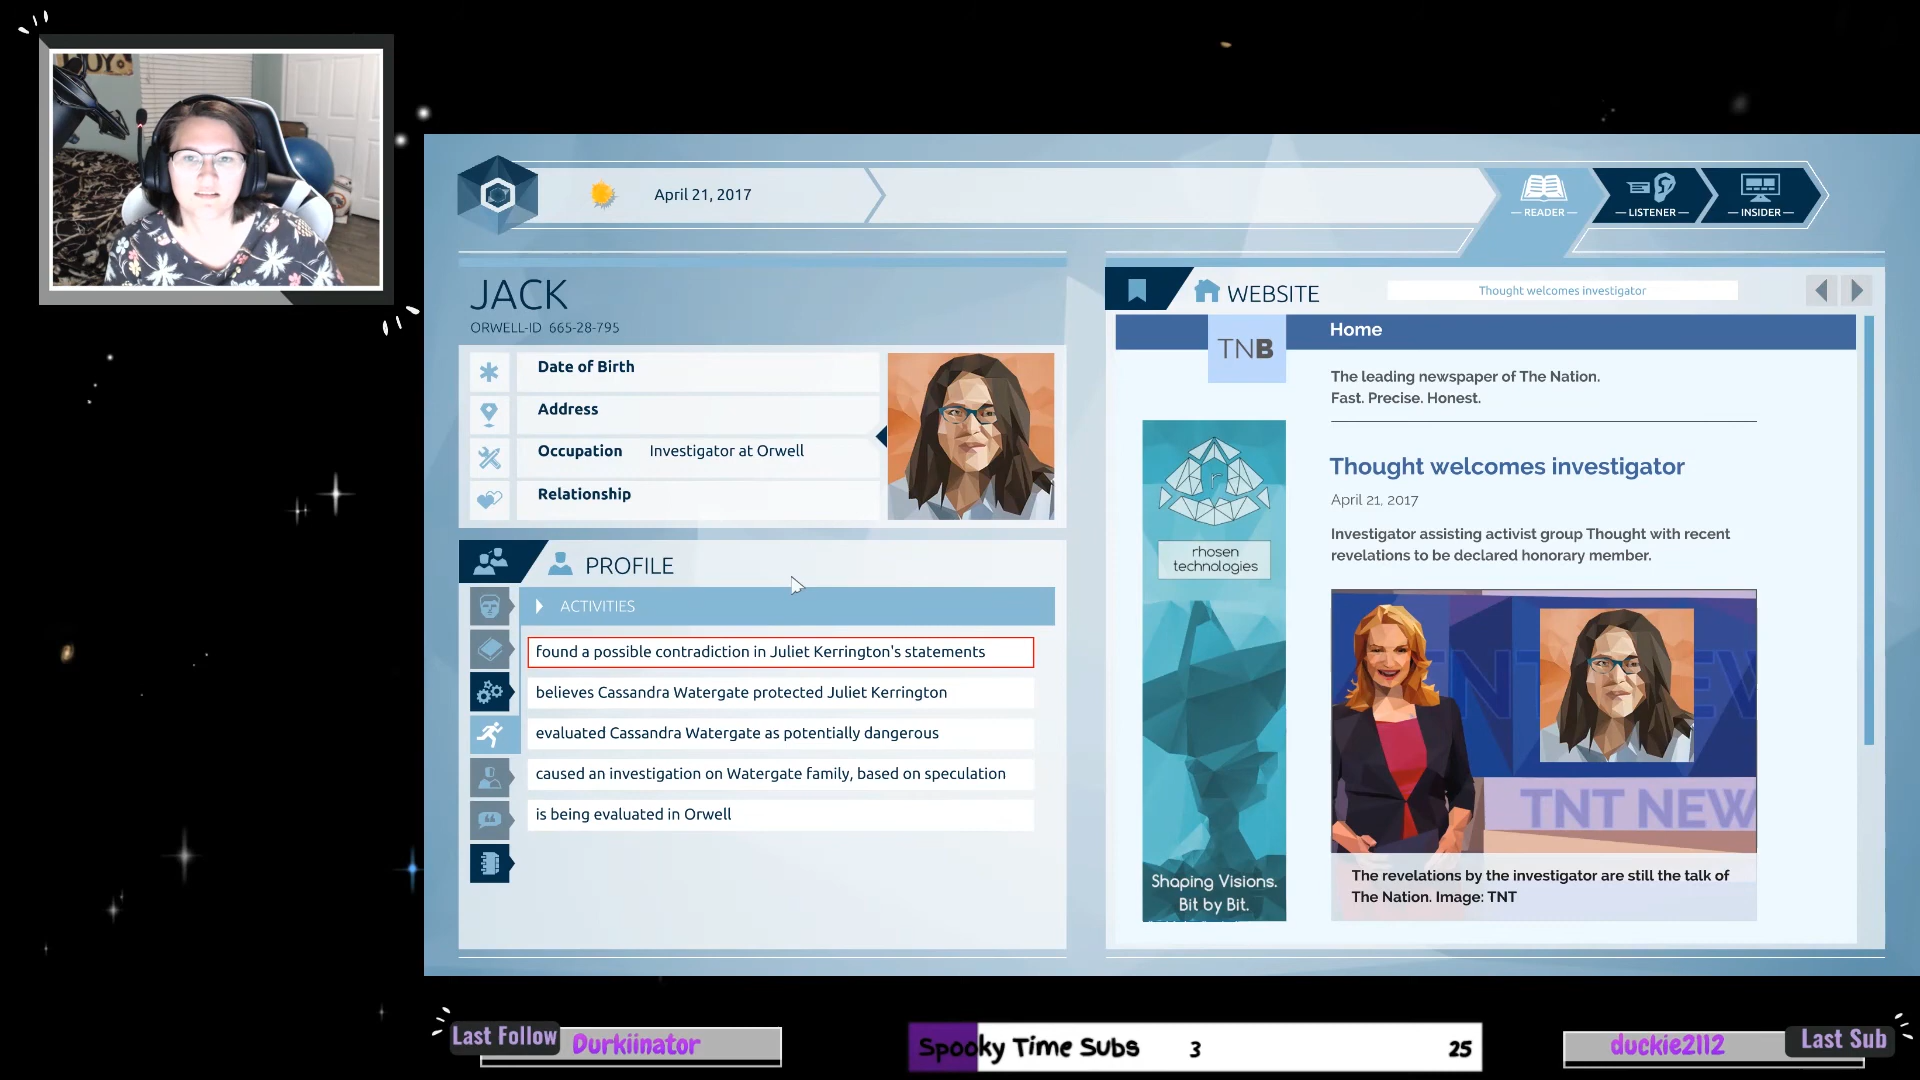 April 21, 2017
READER
LISTENER
INSIDER
JACK
ORWELL-ID 665-28-795
Date of Birth
Address
Occupation Investigator at Orwell
Relationship
PROFILE
ACTIVITIES
found a possible contradiction in Juliet Kerrington's statements
believes Cassandra Watergate protected Juliet Kerrington
evaluated Cassandra Watergate as potentially dangerous
caused an investigation on Watergate family, based on speculation
is being evaluated in Orwell
WEBSITE
Thought welcomes investigator
TNB
Home
The leading newspaper of The Nation.
Fast. Precise. Honest.
Thought welcomes investigator
April 21, 2017
Investigator assisting activist group Thought with recent
revelations to be declared honorary member.
rhosen
technologies
Shaping Visions.
Bit by Bit.
TNT NEW
The revelations by the investigator are still the talk of
The Nation. Image: TNT
Last Follow
Durkiinator
Spooky Time Subs 3 25
duckie2112
Last Sub